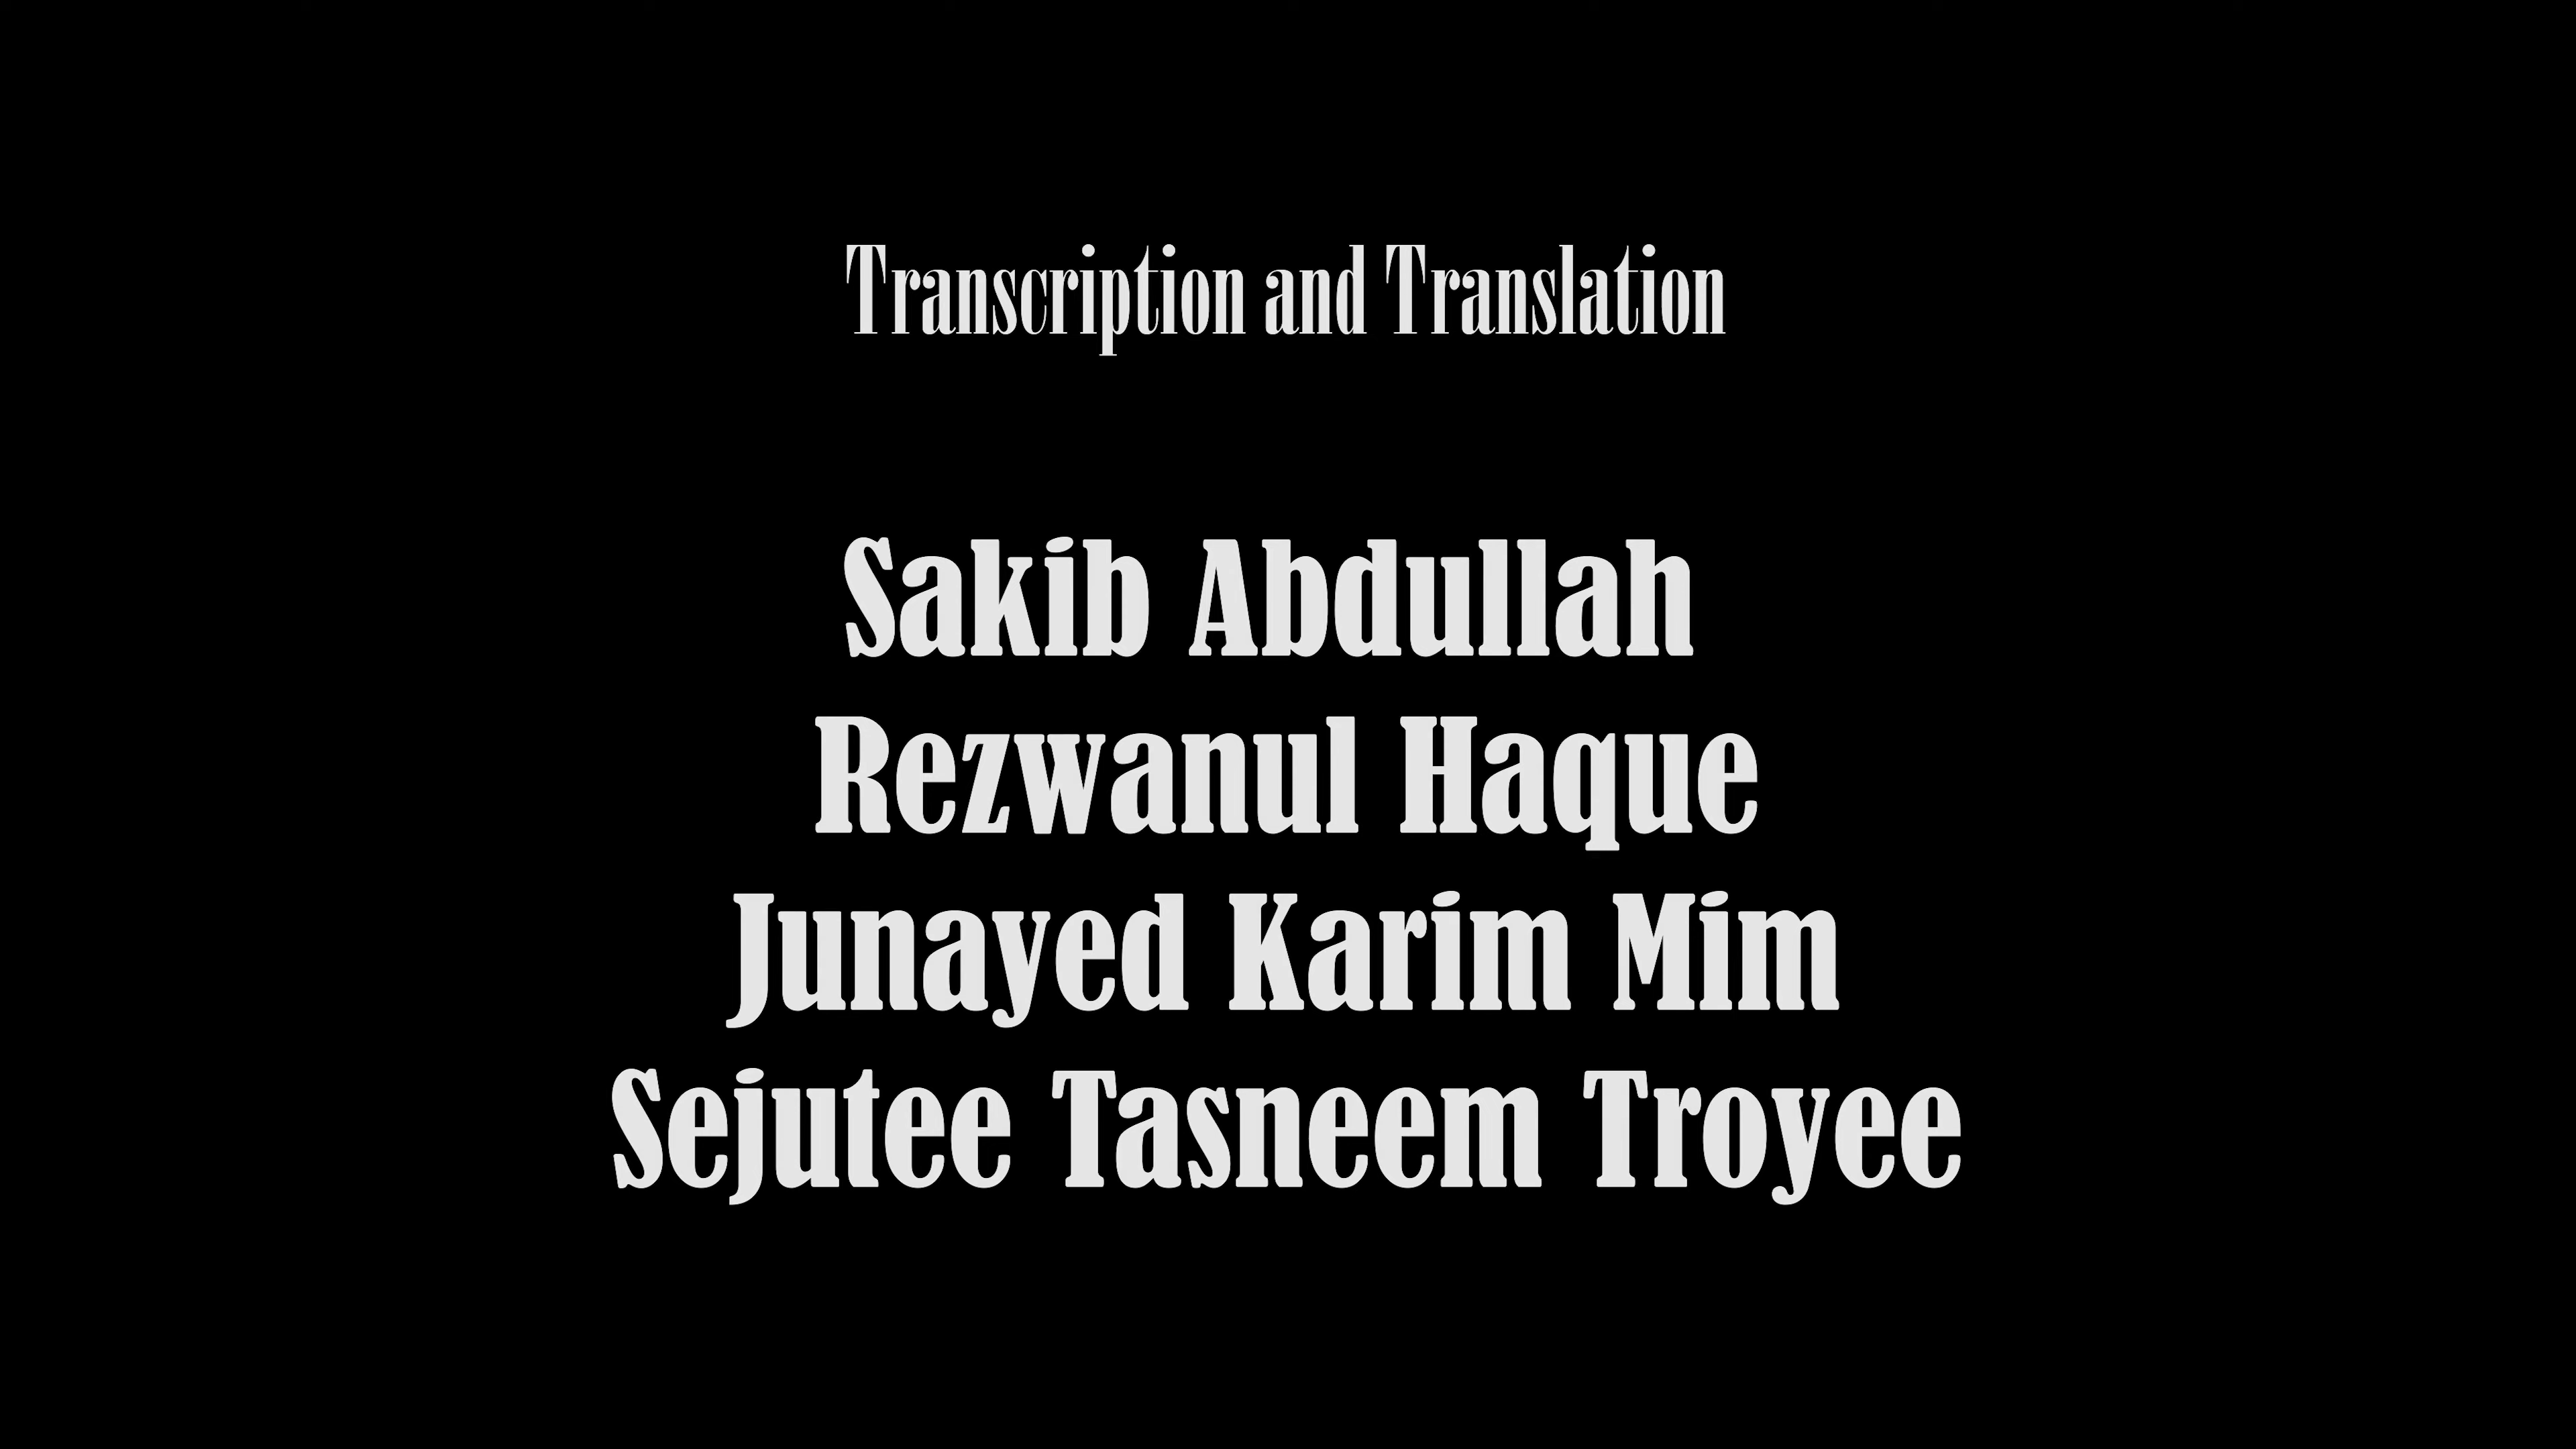 Transcription and Translation
Sakib Abdullah
Rezwanul Haque
Junayed Karim Mim
Sejutee Tasneem Troyee